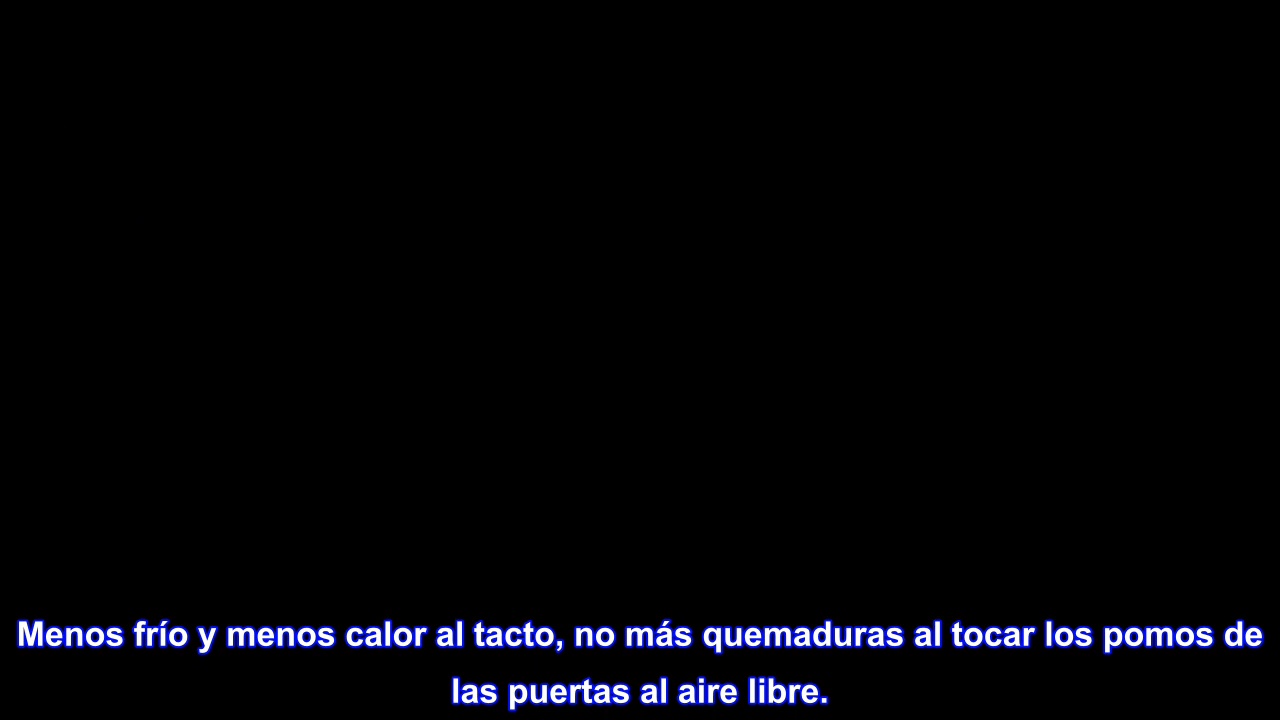 Menos frío y menos calor al tacto, no más quemaduras al tocar los pomos de
las puertas al aire libre.